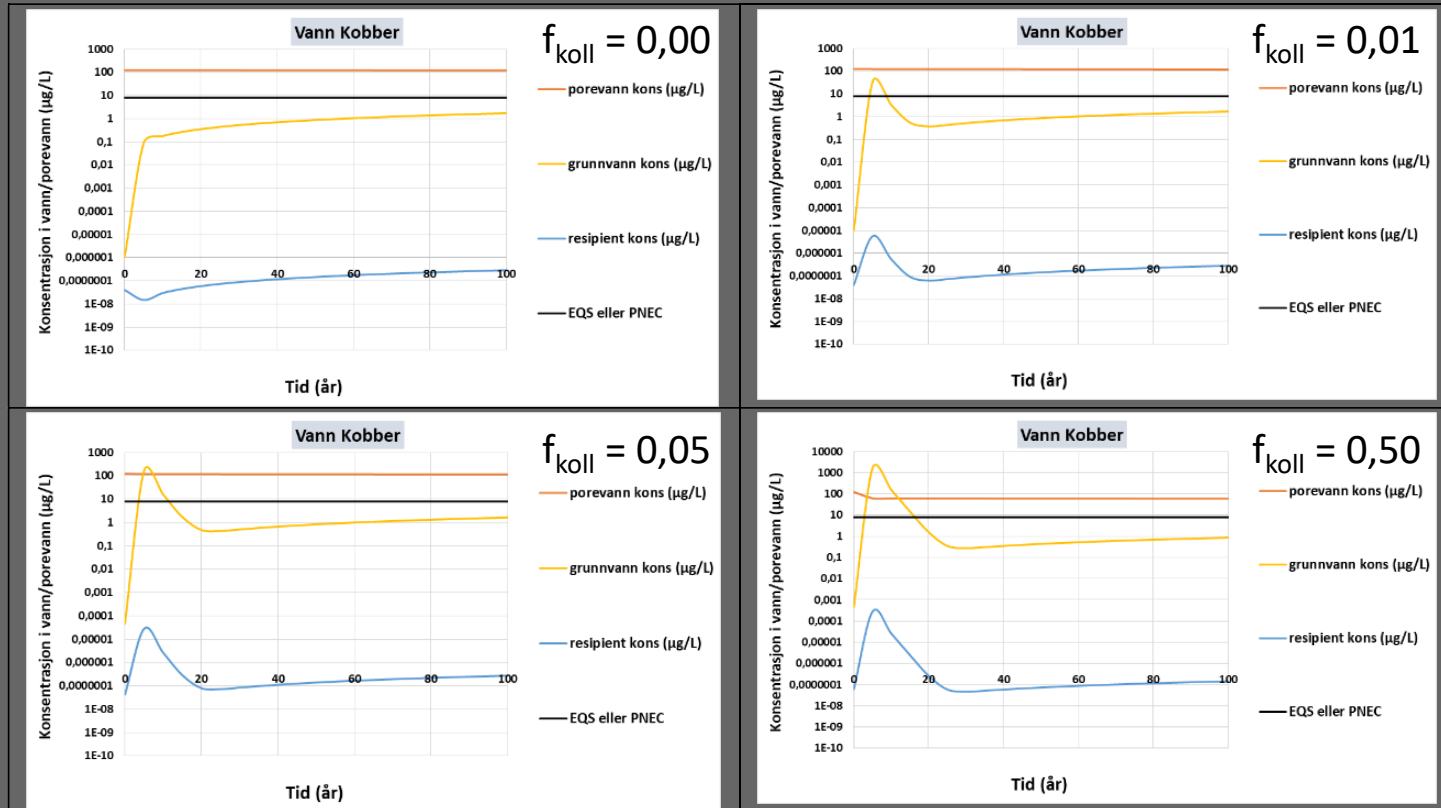 Vann Kobber
f_koll = 0,00
Konsentrasjon i vann/porevann (µg/L)
1000
100
10
1
0,1
0,01
0,001
0,0001
0,00001
0,000001
0,0000001
1E-08
1E-09
1E-10
0 20 40 60 80 100
Tid (år)
porevann kons (µg/L)
grunnvann kons (µg/L)
resipient kons (µg/L)
EQS eller PNEC
Vann Kobber
f_koll = 0,01
Konsentrasjon i vann/porevann (µg/L)
1000
100
10
1
0,1
0,01
0,001
0,0001
0,00001
0,000001
0,0000001
1E-08
1E-09
1E-10
0 20 40 60 80 100
Tid (år)
porevann kons (µg/L)
grunnvann kons (µg/L)
resipient kons (µg/L)
EQS eller PNEC
Vann Kobber
f_koll = 0,05
Konsentrasjon i vann/porevann (µg/L)
1000
100
10
1
0,1
0,01
0,001
0,0001
0,00001
0,000001
0,0000001
1E-08
1E-09
1E-10
0 20 40 60 80 100
Tid (år)
porevann kons (µg/L)
grunnvann kons (µg/L)
resipient kons (µg/L)
EQS eller PNEC
Vann Kobber
f_koll = 0,50
Konsentrasjon i vann/porevann (µg/L)
10000
1000
100
10
1
0,1
0,01
0,001
0,0001
0,00001
0,000001
0,0000001
1E-08
1E-09
1E-10
0 20 40 60 80 100
Tid (år)
porevann kons (µg/L)
grunnvann kons (µg/L)
resipient kons (µg/L)
EQS eller PNEC